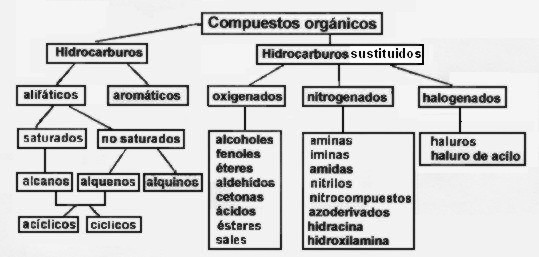 Compuestos orgánicos
Hidrocarburos
Hidrocarburos sustituidos
alifáticos
aromáticos
oxigenados
nitrogenados
halogenados
saturados
no saturados
alcanos
alquenos
alquinos
acíclicos
ciclicos
alcoholes
fenoles
éteres
aldehídos
cetonas
ácidos
ésteres
sales
aminas
iminas
amidas
nitrilos
nitrocompuestos
azoderivados
hidracina
hidroxilamina
haluros
haluro de acilo